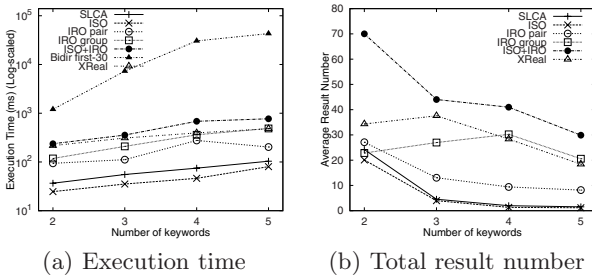 Execution Time (ms) (Log-scaled)
10^5
10^4
10^3
10^2
10^1
SLCA
ISO
IRO pair
IRO group
ISO+IRO
Bidir first-30
XReal
2 3 4 5
Number of keywords
(a) Execution time
Average Result Number
80
70
60
50
40
30
20
10
0
SLCA
ISO
IRO pair
IRO group
ISO+IRO
XReal
2 3 4 5
Number of keywords
(b) Total result number